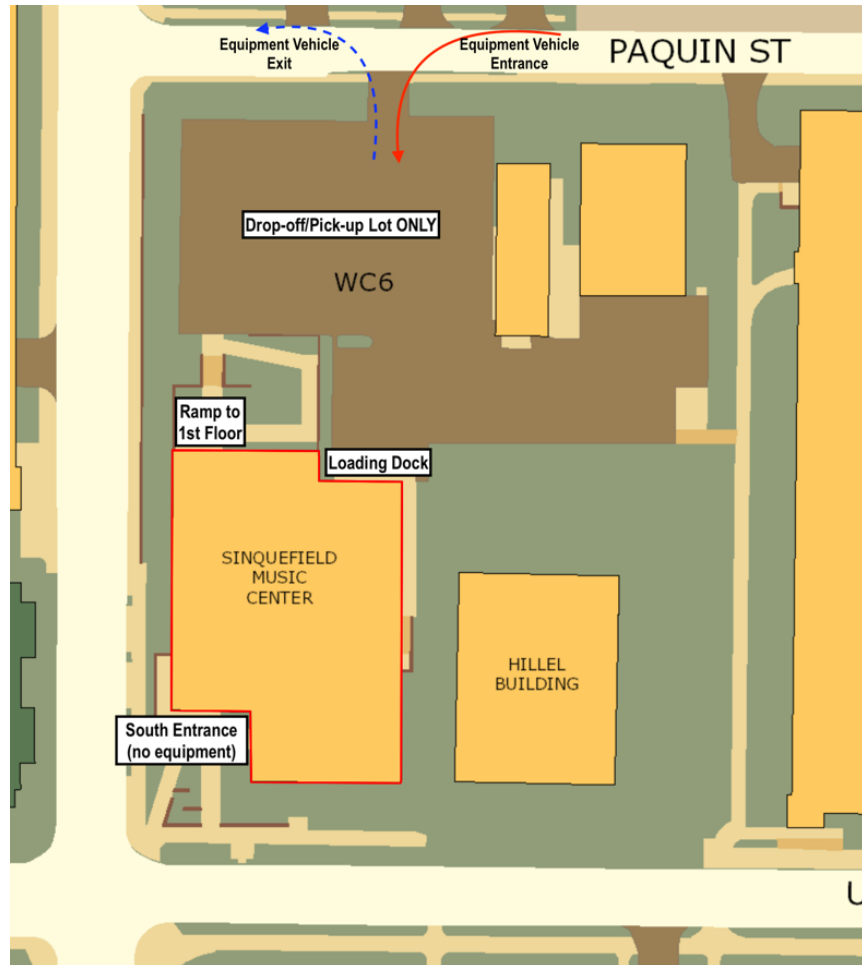 Equipment Vehicle
Exit
Equipment Vehicle
Entrance
PAQUIN ST
Drop-off/Pick-up Lot ONLY
WC6
Ramp to
1st Floor
Loading Dock
SINQUEFIELD
MUSIC
CENTER
HILLEL
BUILDING
South Entrance
(no equipment)
U